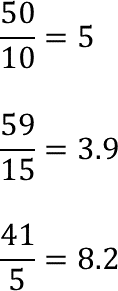 50/10 = 5
59/15 = 3.9
41/5 = 8.2